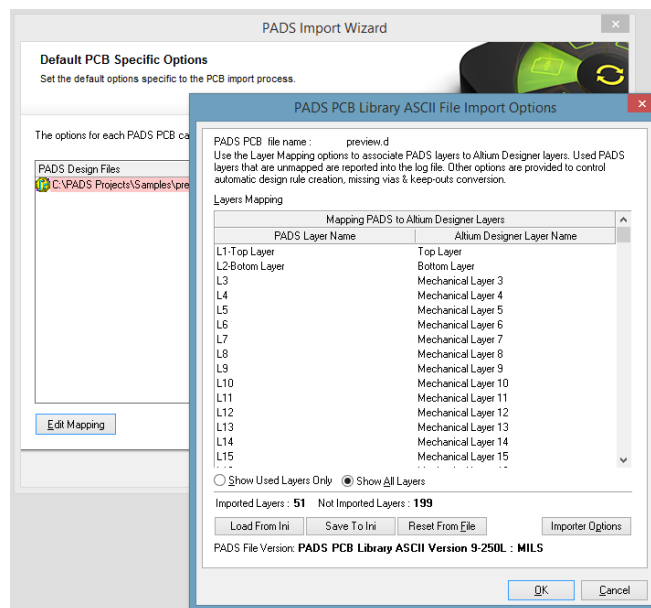 PADS Import Wizard
Default PCB Specific Options
Set the default options specific to the PCB import process.
The options for each PADS PCB ca
PADS Design Files
C:\PADS Projects\Samples\pre
Edit Mapping
PADS PCB Library ASCII File Import Options
PADS PCB file name : preview.d
Use the Layer Mapping options to associate PADS layers to Altium Designer layers. Used PADS
layers that are unmapped are reported into the log file. Other options are provided to control
automatic design rule creation, missing vias & keep-outs conversion.
Layers Mapping
Mapping PADS to Altium Designer Layers
PADS Layer Name Altium Designer Layer Name
L1-Top Layer Top Layer
L2-Botom Layer Bottom Layer
L3 Mechanical Layer 3
L4 Mechanical Layer 4
L5 Mechanical Layer 5
L6 Mechanical Layer 6
L7 Mechanical Layer 7
L8 Mechanical Layer 8
L9 Mechanical Layer 9
L10 Mechanical Layer 10
L11 Mechanical Layer 11
L12 Mechanical Layer 12
L13 Mechanical Layer 13
L14 Mechanical Layer 14
L15 Mechanical Layer 15
Show Used Layers Only Show All Layers
Imported Layers : 51 Not Imported Layers : 199
Load From Ini Save To Ini Reset From File Importer Options
PADS File Version: PADS PCB Library ASCII Version 9-250L : MILS
OK Cancel